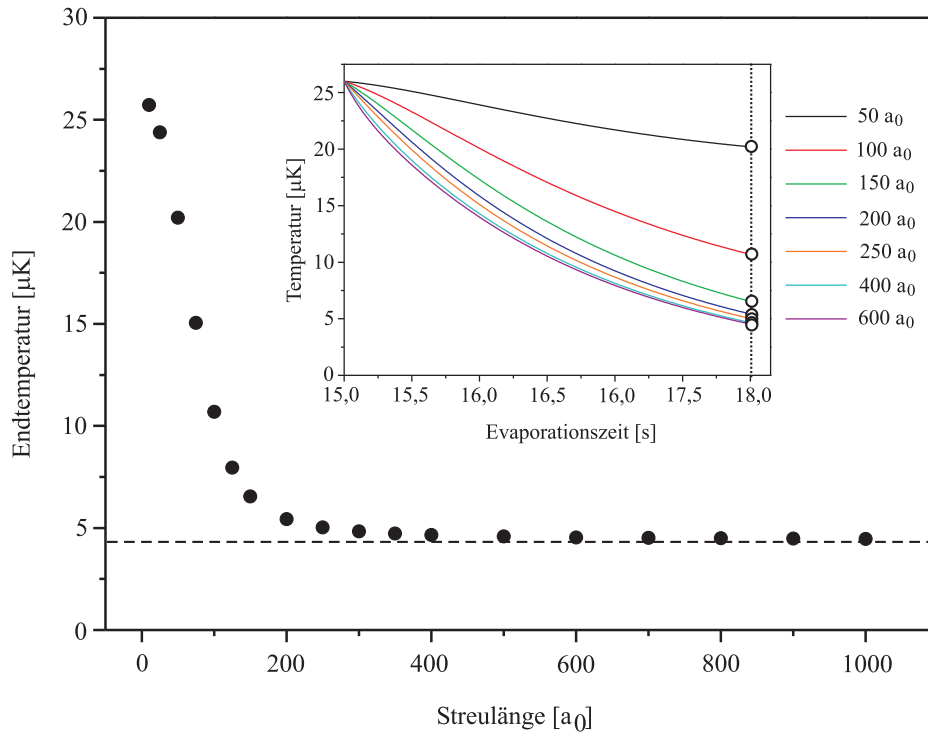 30
25
20
15
10
5
0
Endtemperatur [µK]
0
200
400
600
800
1000
Streulänge [a0]
25
20
15
10
5
0
Temperatur [µK]
15,0
15,5
16,0
16,5
16,0
17,5
18,0
Evaporationszeit [s]
50 a0
100 a0
150 a0
200 a0
250 a0
400 a0
600 a0